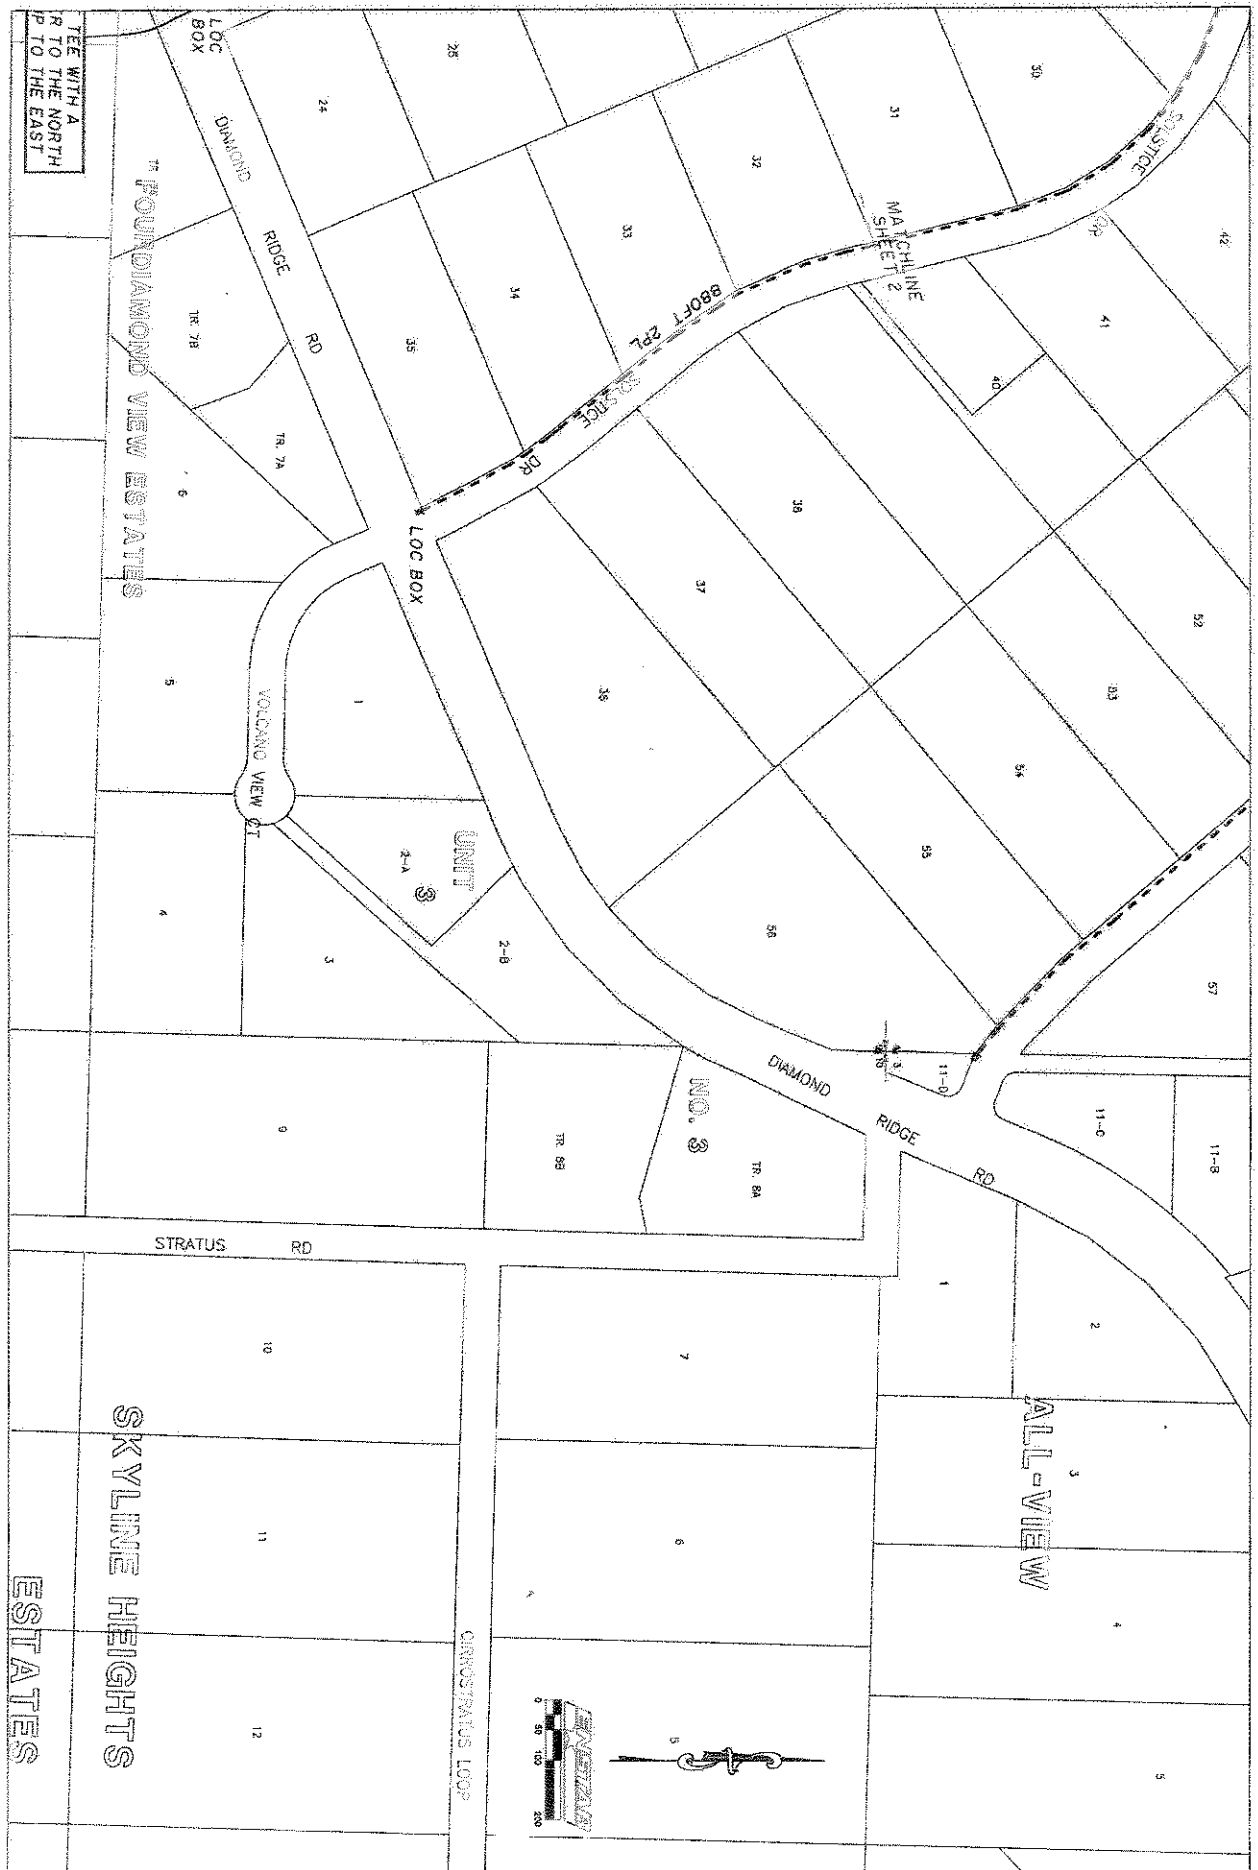 TEE WITH A
R TO THE NORTH
P TO THE EAST
LOC
BOX
DIAMOND
RIDGE
RD
24
25
30
31
32
33
34
35
SOLSTICE
DR
MATCHLINE
SHEET 2
880FT 2PL
SOLSTICE
DR
42
41
40
38
37
36
52
53
54
55
56
57
LOC BOX
TR.
DIAMOND VIEW ESTATES
TR. 7B
TR. 7A
6
5
4
3
1
2-A
2-B
VOLCANO VIEW CT
UNIT
3
NO. 3
DIAMOND
RIDGE
RD
11-D
11-C
11-B
9
TR. 8B
TR. 8A
STRATUS
RD
1
2
3
4
5
ALL-VIEW
7
6
5
10
11
12
CIRROSTRATUS LOOP
SKYLINE HEIGHTS
ESTATES
ENSTAR
0 50 100 200